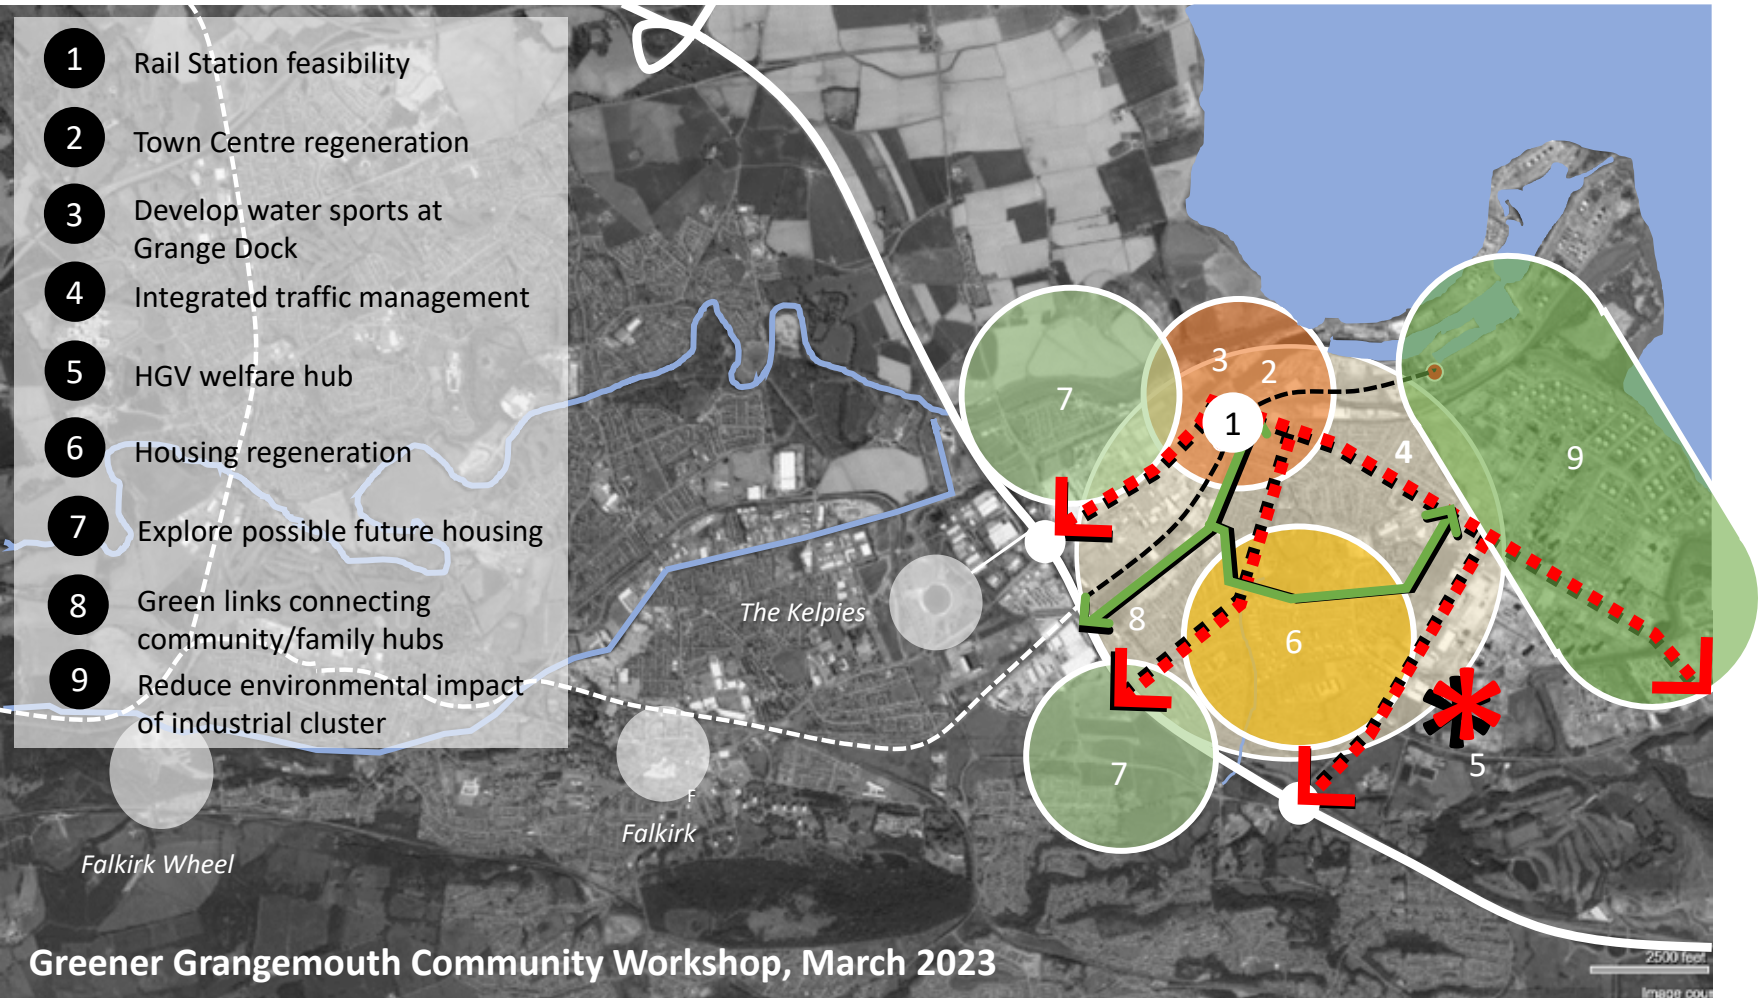 1 Rail Station feasibility
2 Town Centre regeneration
3 Develop water sports at
Grange Dock
4 Integrated traffic management
5 HGV welfare hub
6 Housing regeneration
7 Explore possible future housing
8 Green links connecting
community/family hubs
9 Reduce environmental impact
of industrial cluster
3
2
7
1
4
9
The Kelpies
8
6
7
5
F
Falkirk
Falkirk Wheel
Greener Grangemouth Community Workshop, March 2023
2500 feet
Image cour